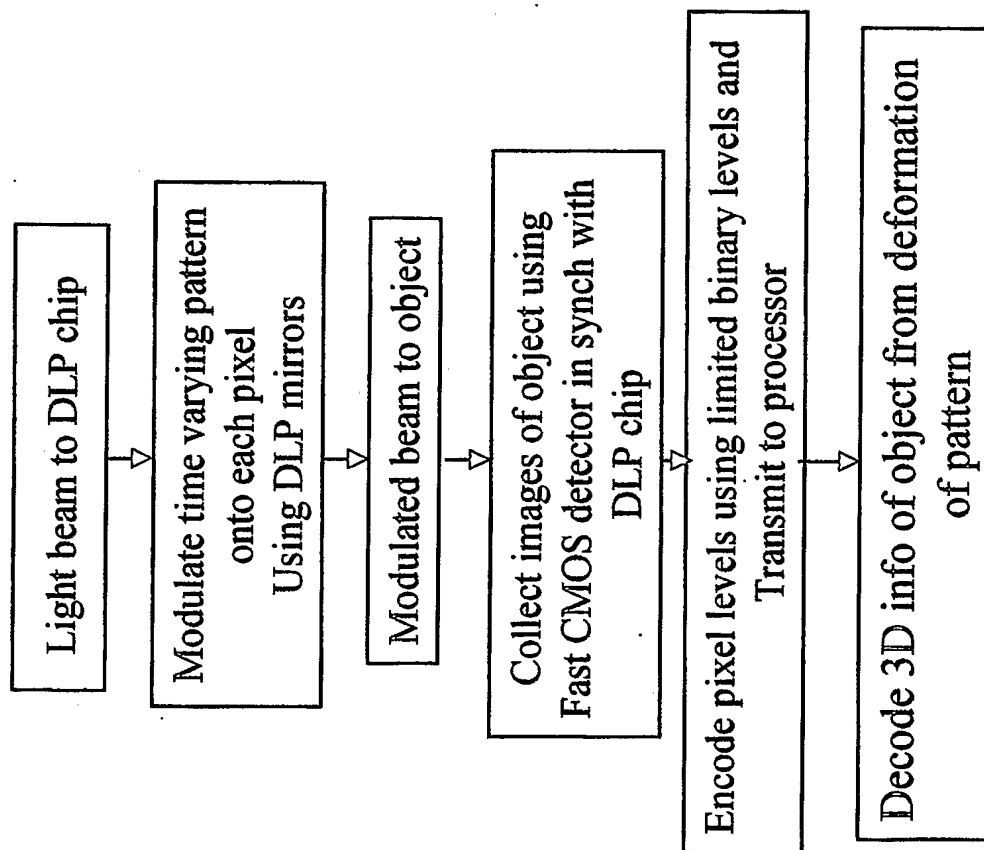 Light beam to DLP chip
Modulate time varying pattern
onto each pixel
Using DLP mirrors
Modulated beam to object
Collect images of object using
Fast CMOS detector in synch with
DLP chip
Encode pixel levels using limited binary levels and
Transmit to processor
Decode 3D info of object from deformation
of pattern